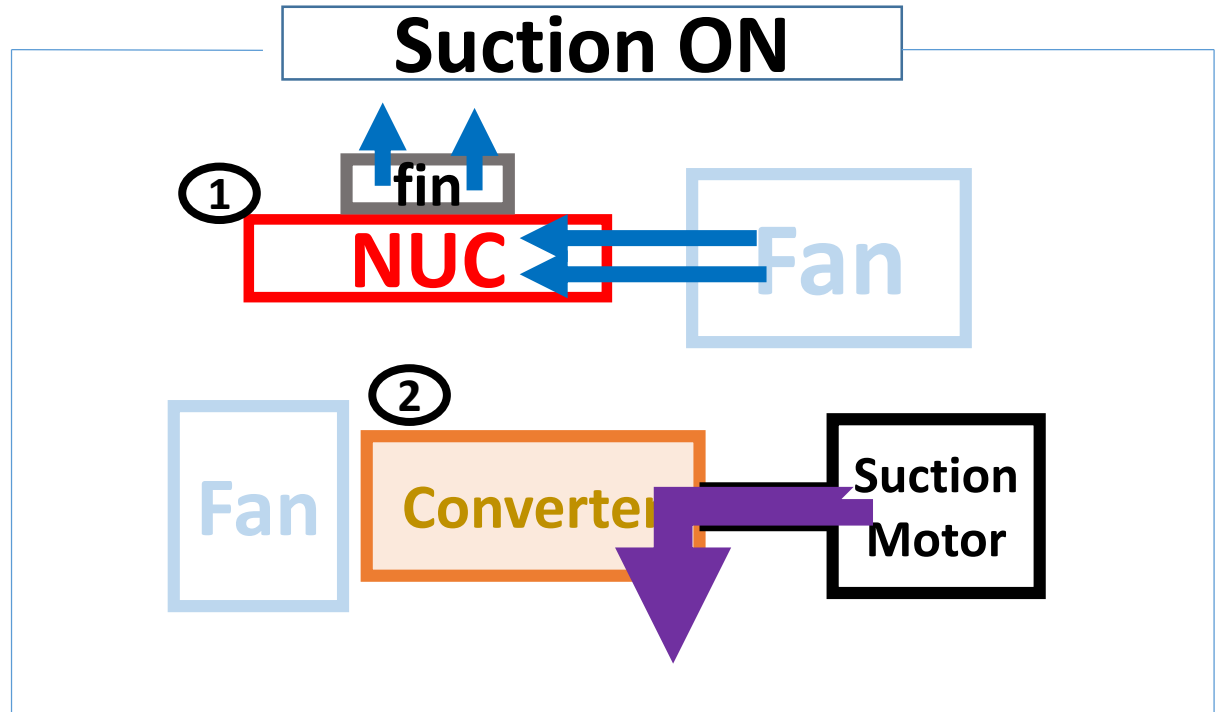 Suction ON
fin
1
NUC
Fan
2
Fan
Converter
Suction
Motor